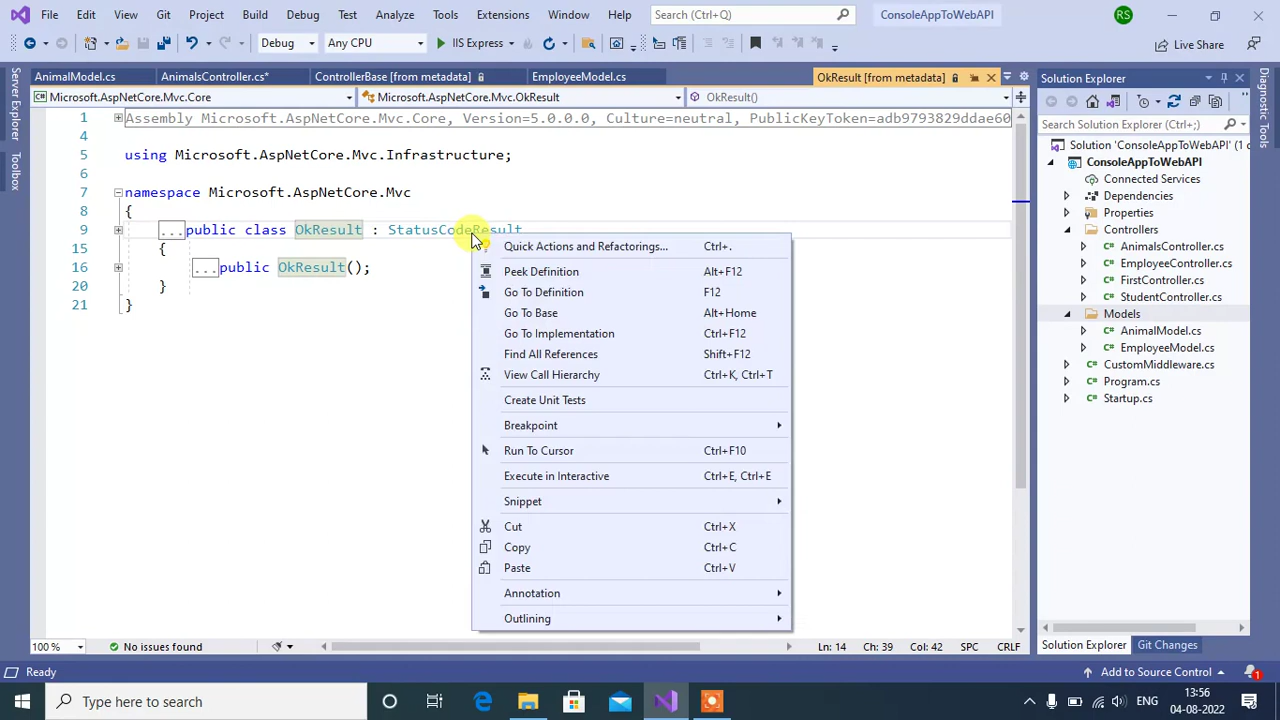 File Edit View Git Project Build Debug Test Analyze Tools Extensions Window Help Search (Ctrl+Q) ConsoleAppToWebAPI RS
Debug Any CPU IIS Express Live Share
AnimalModel.cs AnimalsController.cs* ControllerBase [from metadata] EmployeeModel.cs OkResult [from metadata] Solution Explorer
Microsoft.AspNetCore.Mvc.Core Microsoft.AspNetCore.Mvc.OkResult OkResult()
Server Explorer
Toolbox
Diagnostic Tools
1 Assembly Microsoft.AspNetCore.Mvc.Core, Version=5.0.0.0, Culture=neutral, PublicKeyToken=adb9793829ddae60
4
5 using Microsoft.AspNetCore.Mvc.Infrastructure;
6
7 namespace Microsoft.AspNetCore.Mvc
8 {
9 ...public class OkResult : StatusCodeResult
15 {
16 ...public OkResult();
20 }
21 }
Quick Actions and Refactorings... Ctrl+.
Peek Definition Alt+F12
Go To Definition F12
Go To Base Alt+Home
Go To Implementation Ctrl+F12
Find All References Shift+F12
View Call Hierarchy Ctrl+K, Ctrl+T
Create Unit Tests
Breakpoint
Run To Cursor Ctrl+F10
Execute in Interactive Ctrl+E, Ctrl+E
Snippet
Cut Ctrl+X
Copy Ctrl+C
Paste Ctrl+V
Annotation
Outlining
Search Solution Explorer (Ctrl+;)
Solution 'ConsoleAppToWebAPI' (1 o
ConsoleAppToWebAPI
Connected Services
Dependencies
Properties
Controllers
AnimalsController.cs
EmployeeController.cs
FirstController.cs
StudentController.cs
Models
AnimalModel.cs
EmployeeModel.cs
CustomMiddleware.cs
Program.cs
Startup.cs
100 % No issues found Ln: 14 Ch: 39 Col: 42 SPC CRLF
Solution Explorer Git Changes
Ready Add to Source Control 1
Type here to search ENG 13:56
04-08-2022